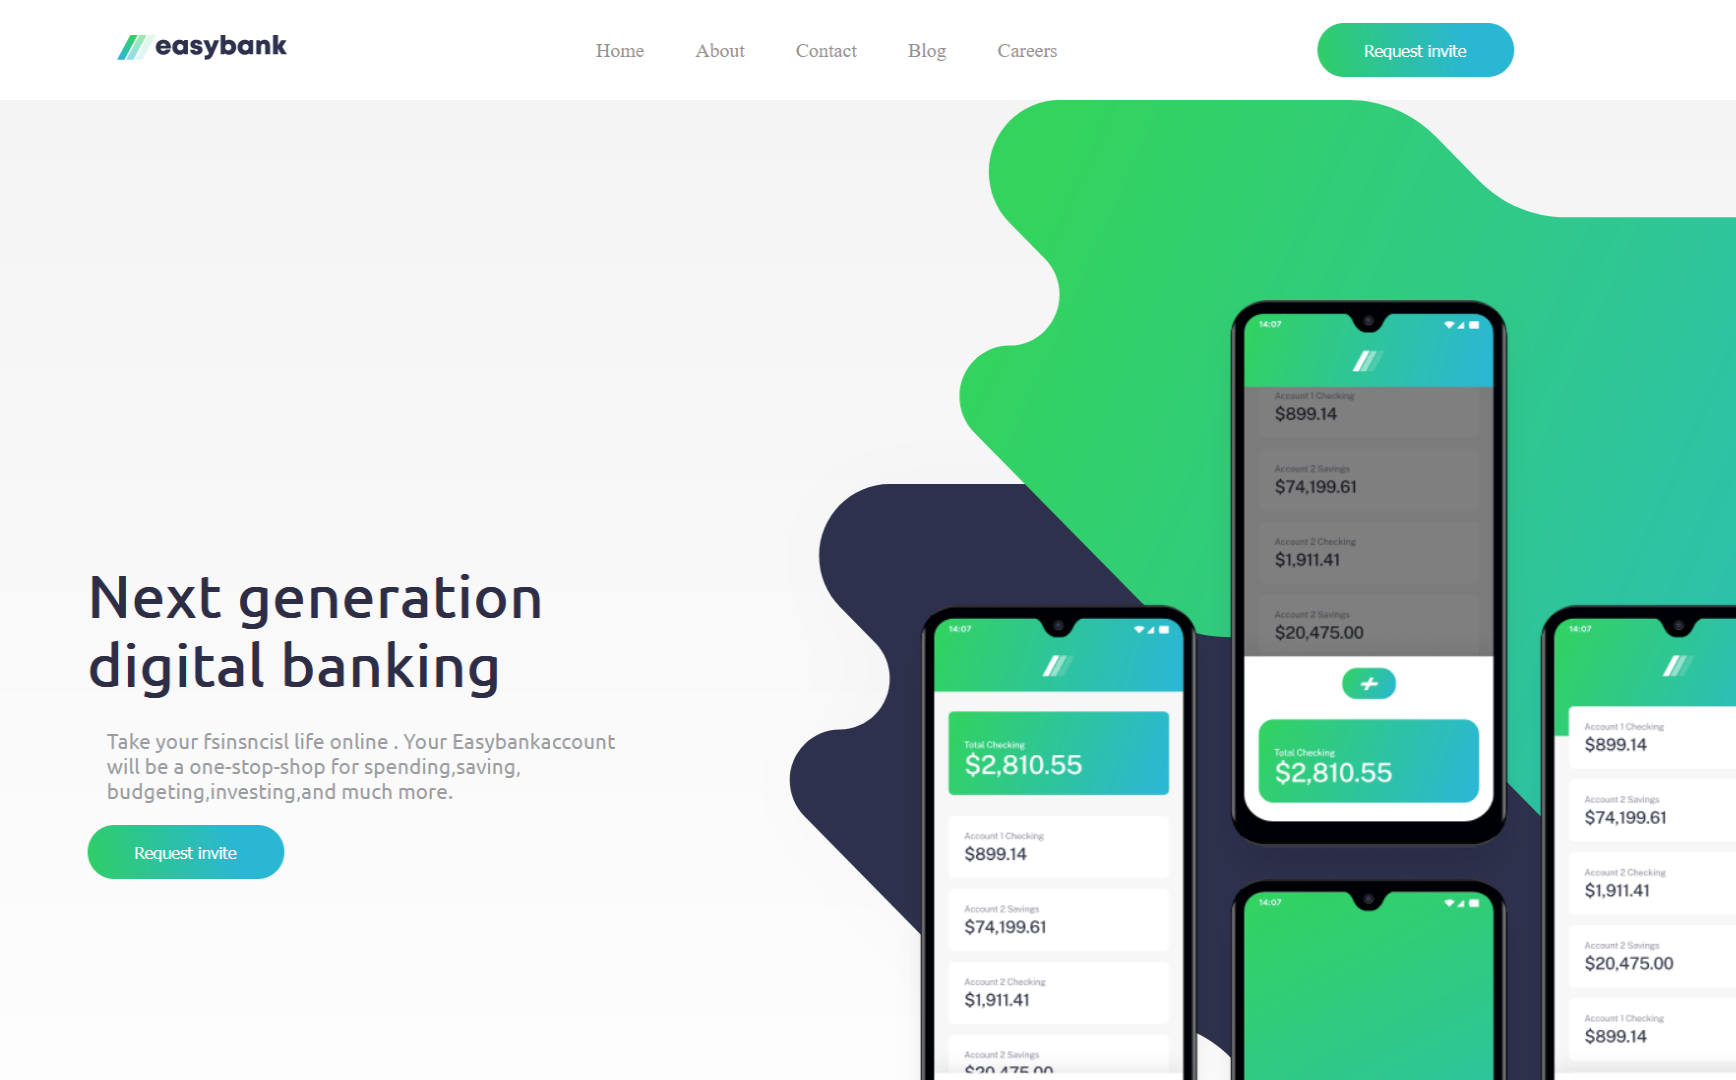 easybank
Home About Contact Blog Careers
Request invite
Next generation
digital banking
Take your fsinsncisl life online . Your Easybankaccount
will be a one-stop-shop for spending,saving,
budgeting,investing,and much more.
Request invite
14:07
Total Checking
$2,810.55
Account 1 Checking
$899.14
Account 2 Savings
$74,199.61
Account 2 Checking
$1,911.41
Account 2 Savings
$20,475.00
14:07
Account 1 Checking
$899.14
Account 2 Savings
$74,199.61
Account 2 Checking
$1,911.41
Account 2 Savings
$20,475.00
Total Checking
$2,810.55
14:07
14:07
Account 1 Checking
$899.14
Account 2 Savings
$74,199.61
Account 2 Checking
$1,911.41
Account 2 Savings
$20,475.00
Account 1 Checking
$899.14